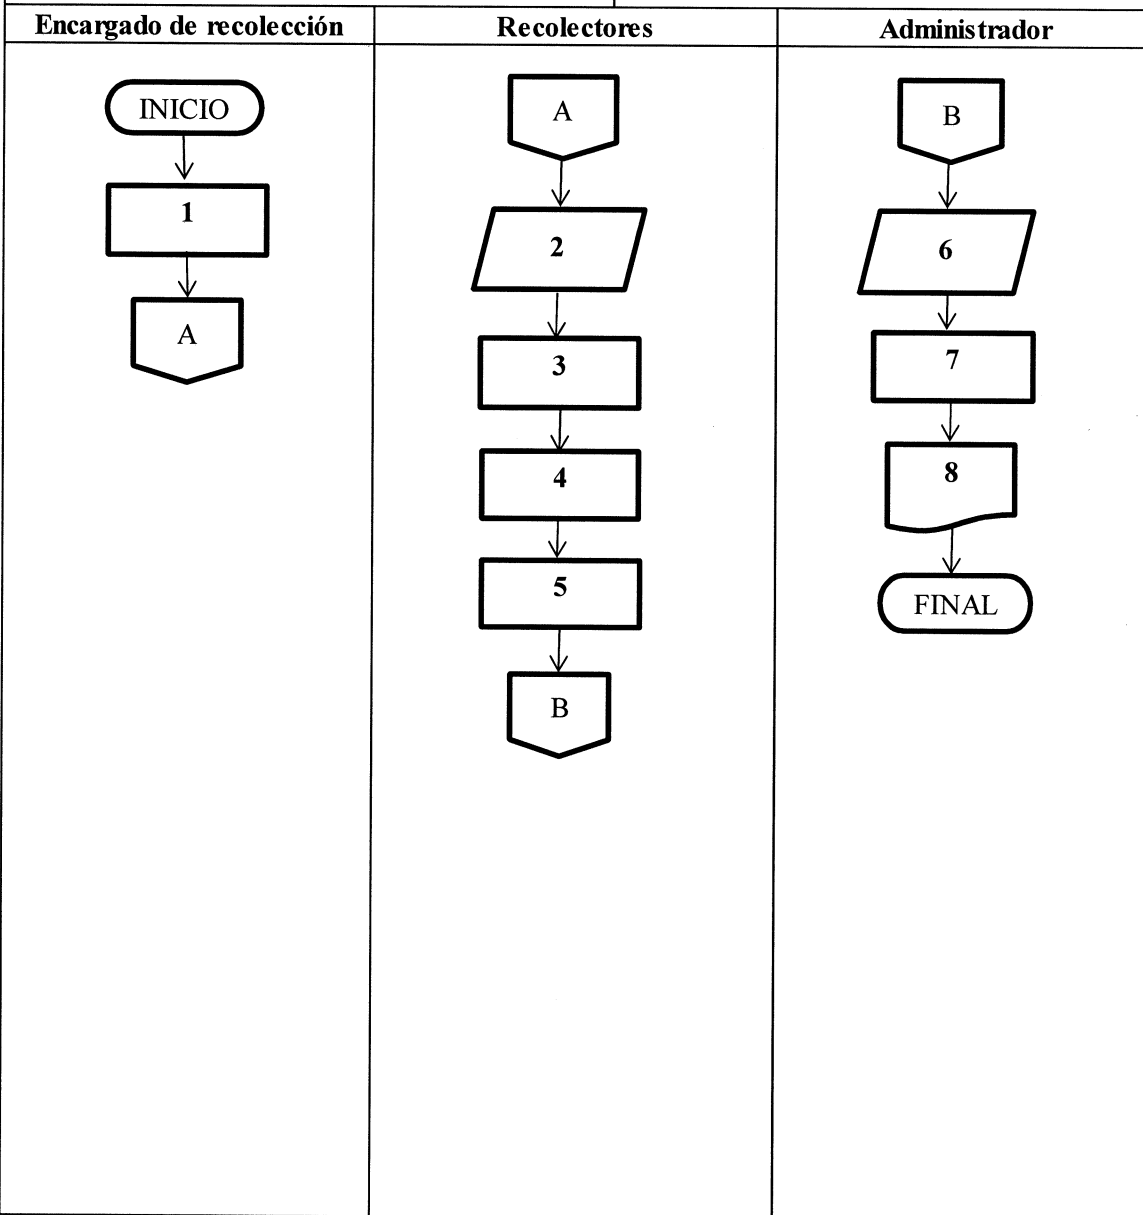 Encargado de recolección
Recolectores
Administrador
INICIO
1
A
A
2
3
4
5
B
B
6
7
8
FINAL